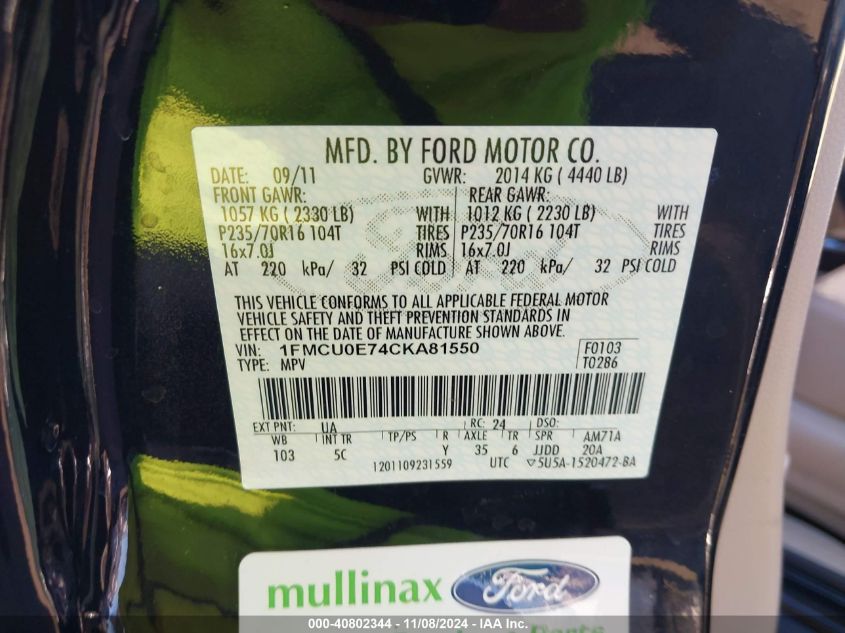 MFD. BY FORD MOTOR CO.
DATE: 09/11 GVWR: 2014 KG ( 4440 LB)
FRONT GAWR: REAR GAWR:
1057 KG ( 2330 LB) WITH 1012 KG ( 2230 LB) WITH
P235/70R16 104T TIRES P235/70R16 104T TIRES
16x7.0J RIMS 16x7.0J RIMS
AT 220 kPa/ 32 PSI COLD AT 220 kPa/ 32 PSI COLD
THIS VEHICLE CONFORMS TO ALL APPLICABLE FEDERAL MOTOR
VEHICLE SAFETY AND THEFT PREVENTION STANDARDS IN
EFFECT ON THE DATE OF MANUFACTURE SHOWN ABOVE.
VIN: 1FMCU0E74CKA81550 F0103
TYPE: MPV T0286
EXT PNT: UA RC: 24 DSO:
WB INT TR TP/PS R AXLE TR SPR AM71A
103 5C Y 35 6 JJDD 20A
1201109231559 UTC ▽5U5A-1520472-BA
mullinax Ford
000-40802344 - 11/08/2024 - IAA Inc.